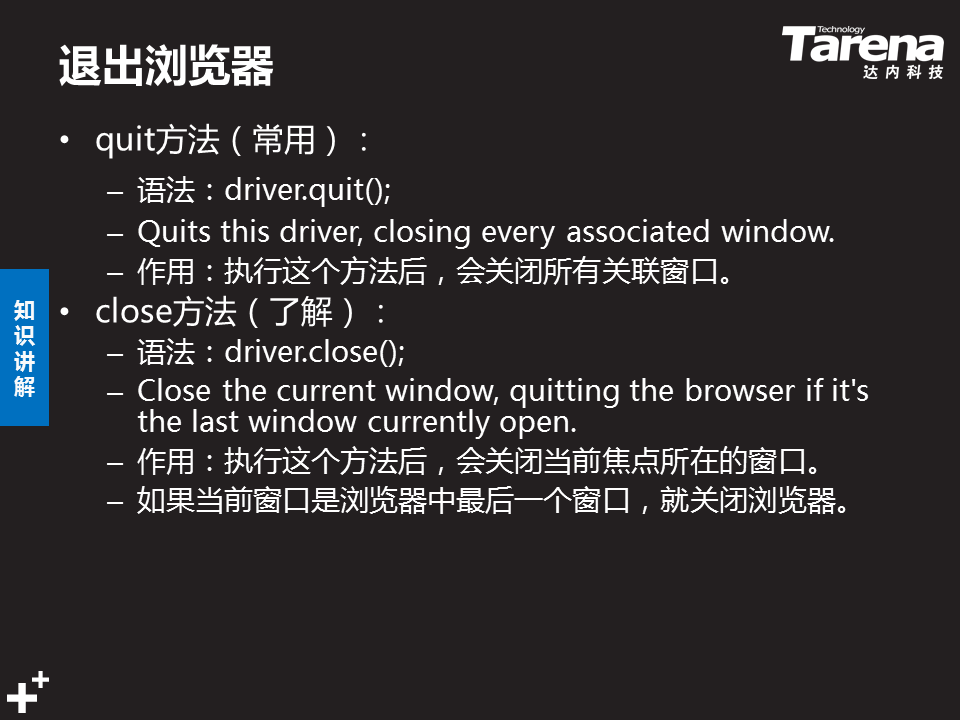 退出浏览器
Technology
Tarena
达内科技
• quit方法（常用）：
– 语法：driver.quit();
– Quits this driver, closing every associated window.
– 作用：执行这个方法后，会关闭所有关联窗口。
• close方法（了解）：
– 语法：driver.close();
– Close the current window, quitting the browser if it's
the last window currently open.
– 作用：执行这个方法后，会关闭当前焦点所在的窗口。
– 如果当前窗口是浏览器中最后一个窗口，就关闭浏览器。
知
识
讲
解